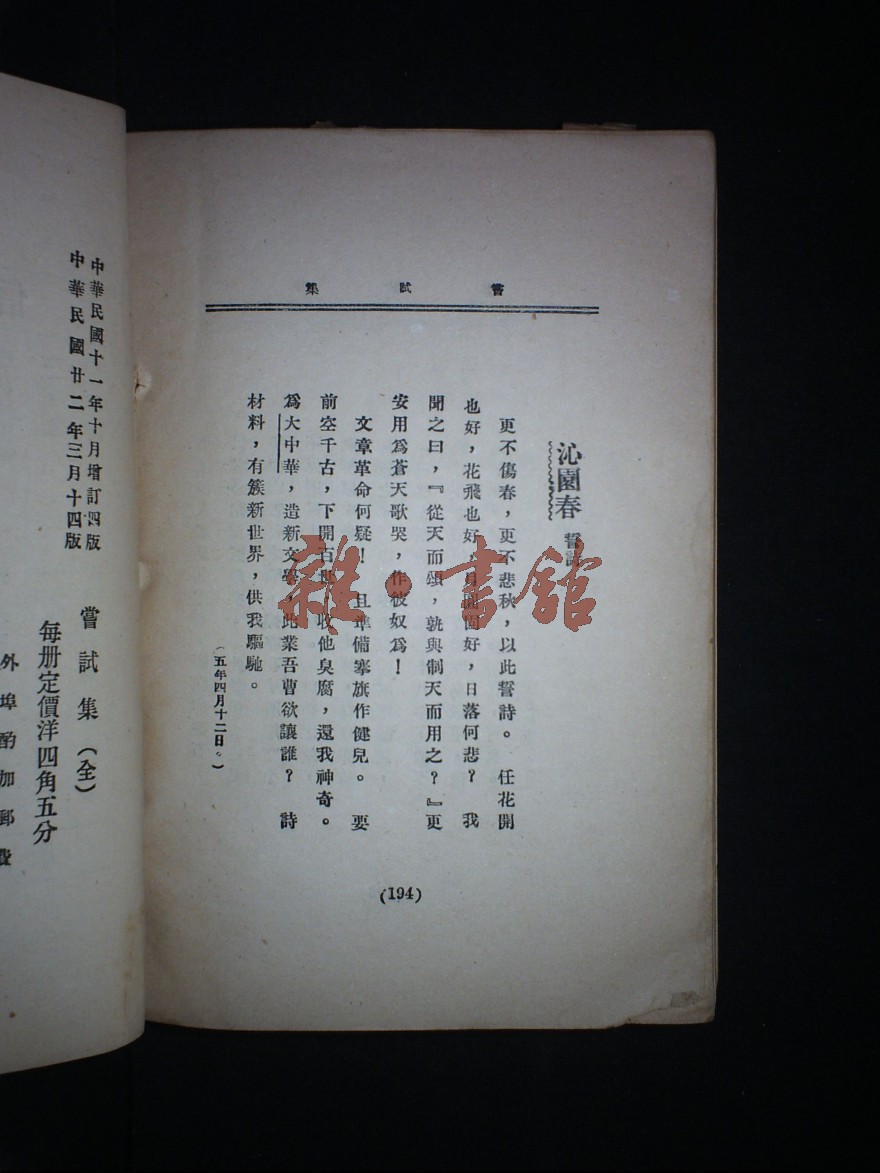 嘗試集
沁園春 誓詩
更不傷春，更不悲秋，以此誓詩。　任花開
也好，花飛也好，月圓固好，日落何悲？　我
聞之曰，『從天而頌，孰與制天而用之？』更
安用爲蒼天歌哭，作彼奴爲！
文章革命何疑！　且準備搴旗作健兒。　要
前空千古，下開百世，收他臭腐，還我神奇。
爲大中華，造新文學，此業吾曹欲讓誰？　詩
材料，有簇新世界，供我驅馳。
（五年四月十二日。）
(194)
中華民國十一年十月增訂四版
中華民國廿二年三月十四版
嘗試集（全）
每册定價洋四角五分
外埠酌加郵費
雜·書館